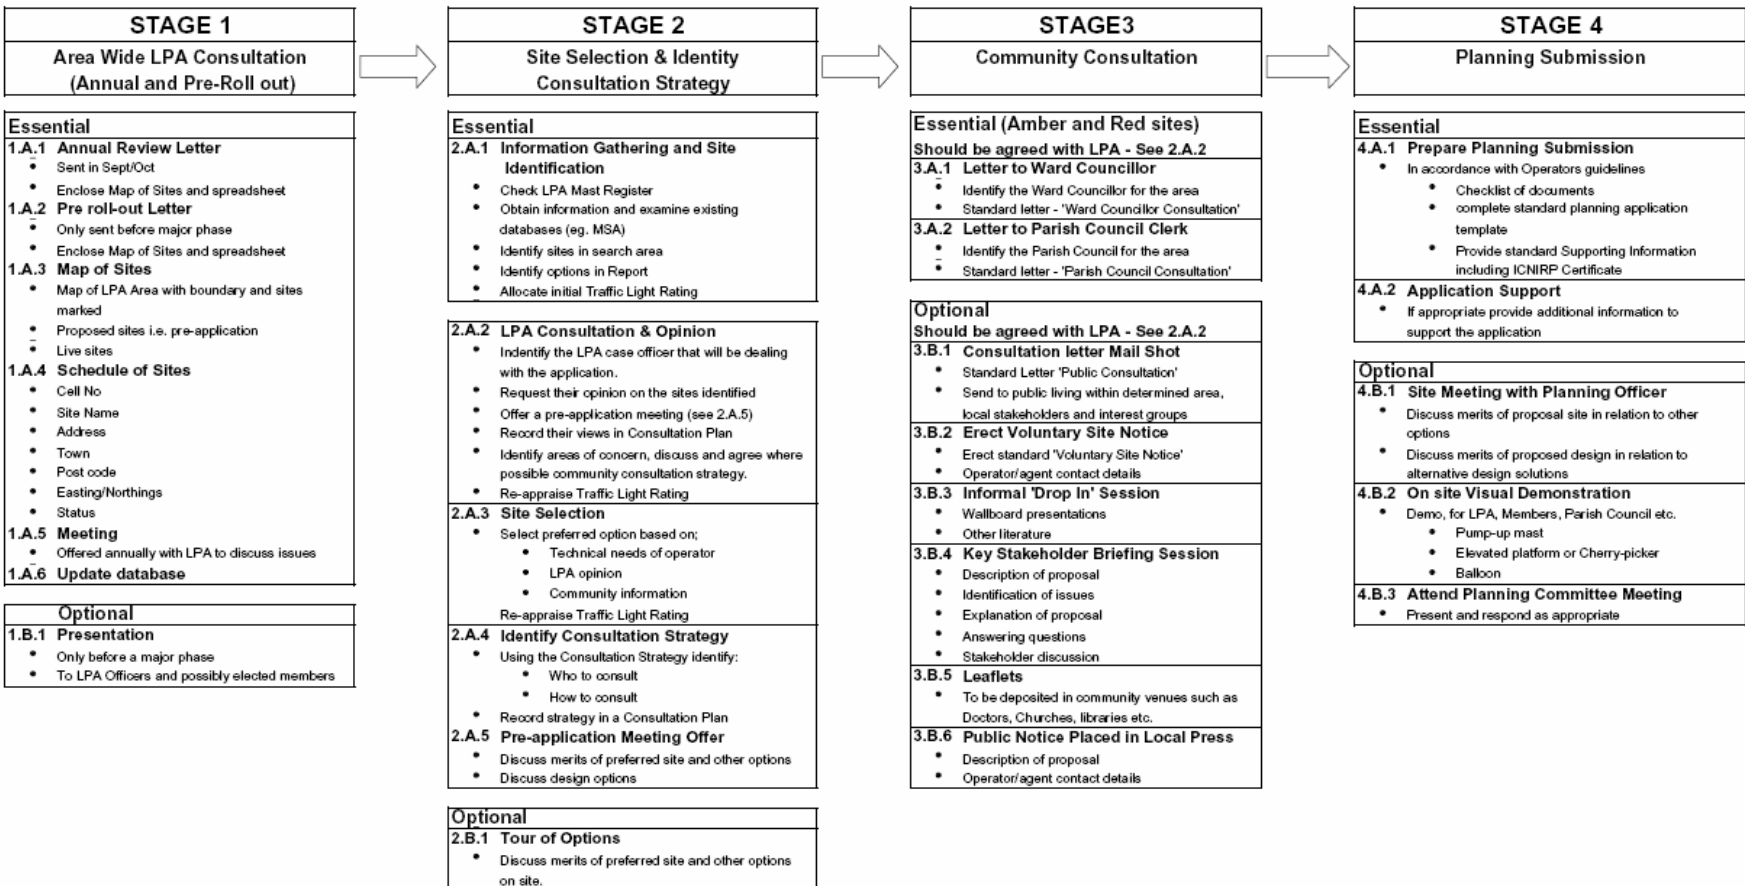 STAGE 1
Area Wide LPA Consultation
(Annual and Pre-Roll out)
Essential
1.A.1 Annual Review Letter
• Sent in Sept/Oct
• Enclose Map of Sites and spreadsheet
1.A.2 Pre roll-out Letter
• Only sent before major phase
• Enclose Map of Sites and spreadsheet
1.A.3 Map of Sites
• Map of LPA Area with boundary and sites
marked
• Proposed sites i.e. pre-application
• Live sites
1.A.4 Schedule of Sites
• Cell No
• Site Name
• Address
• Town
• Post code
• Easting/Northings
• Status
1.A.5 Meeting
• Offered annually with LPA to discuss issues
1.A.6 Update database
Optional
1.B.1 Presentation
• Only before a major phase
• To LPA Officers and possibly elected members
STAGE 2
Site Selection & Identity
Consultation Strategy
Essential
2.A.1 Information Gathering and Site
Identification
• Check LPA Mast Register
• Obtain information and examine existing
databases (eg. MSA)
• Identify sites in search area
• Identify options in Report
• Allocate initial Traffic Light Rating
2.A.2 LPA Consultation & Opinion
• Indentify the LPA case officer that will be dealing
with the application.
• Request their opinion on the sites identified
• Offer a pre-application meeting (see 2.A.5)
• Record their views in Consultation Plan
• Identify areas of concern, discuss and agree where
possible community consultation strategy.
• Re-appraise Traffic Light Rating
2.A.3 Site Selection
• Select preferred option based on;
• Technical needs of operator
• LPA opinion
• Community information
Re-appraise Traffic Light Rating
2.A.4 Identify Consultation Strategy
• Using the Consultation Strategy identify:
• Who to consult
• How to consult
• Record strategy in a Consultation Plan
2.A.5 Pre-application Meeting Offer
• Discuss merits of preferred site and other options
• Discuss design options
Optional
2.B.1 Tour of Options
• Discuss merits of preferred site and other options
on site.
STAGE3
Community Consultation
Essential (Amber and Red sites)
Should be agreed with LPA - See 2.A.2
3.A.1 Letter to Ward Councillor
• Identify the Ward Councillor for the area
• Standard letter - 'Ward Councillor Consultation'
3.A.2 Letter to Parish Council Clerk
• Identify the Parish Council for the area
• Standard letter - 'Parish Council Consultation'
Optional
Should be agreed with LPA - See 2.A.2
3.B.1 Consultation letter Mail Shot
• Standard Letter 'Public Consultation'
• Send to public living within determined area,
local stakeholders and interest groups
3.B.2 Erect Voluntary Site Notice
• Erect standard 'Voluntary Site Notice'
• Operator/agent contact details
3.B.3 Informal 'Drop In' Session
• Wallboard presentations
• Other literature
3.B.4 Key Stakeholder Briefing Session
• Description of proposal
• Identification of issues
• Explanation of proposal
• Answering questions
• Stakeholder discussion
3.B.5 Leaflets
• To be deposited in community venues such as
Doctors, Churches, libraries etc.
3.B.6 Public Notice Placed in Local Press
• Description of proposal
• Operator/agent contact details
STAGE 4
Planning Submission
Essential
4.A.1 Prepare Planning Submission
• In accordance with Operators guidelines
• Checklist of documents
• complete standard planning application
template
• Provide standard Supporting Information
including ICNIRP Certificate
4.A.2 Application Support
• If appropriate provide additional information to
support the application
Optional
4.B.1 Site Meeting with Planning Officer
• Discuss merits of proposal site in relation to other
options
• Discuss merits of proposed design in relation to
alternative design solutions
4.B.2 On site Visual Demonstration
• Demo, for LPA, Members, Parish Council etc.
• Pump-up mast
• Elevated platform or Cherry-picker
• Balloon
4.B.3 Attend Planning Committee Meeting
• Present and respond as appropriate